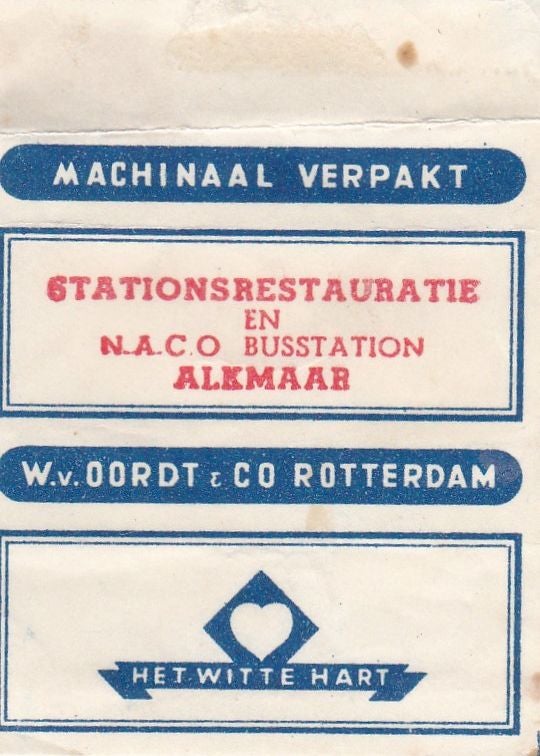 MACHINAAL VERPAKT
STATIONSRESTAURATIE
EN
N.A.C.O BUSSTATION
ALKMAAR
W.v. OORDT & CO ROTTERDAM
HET WITTE HART